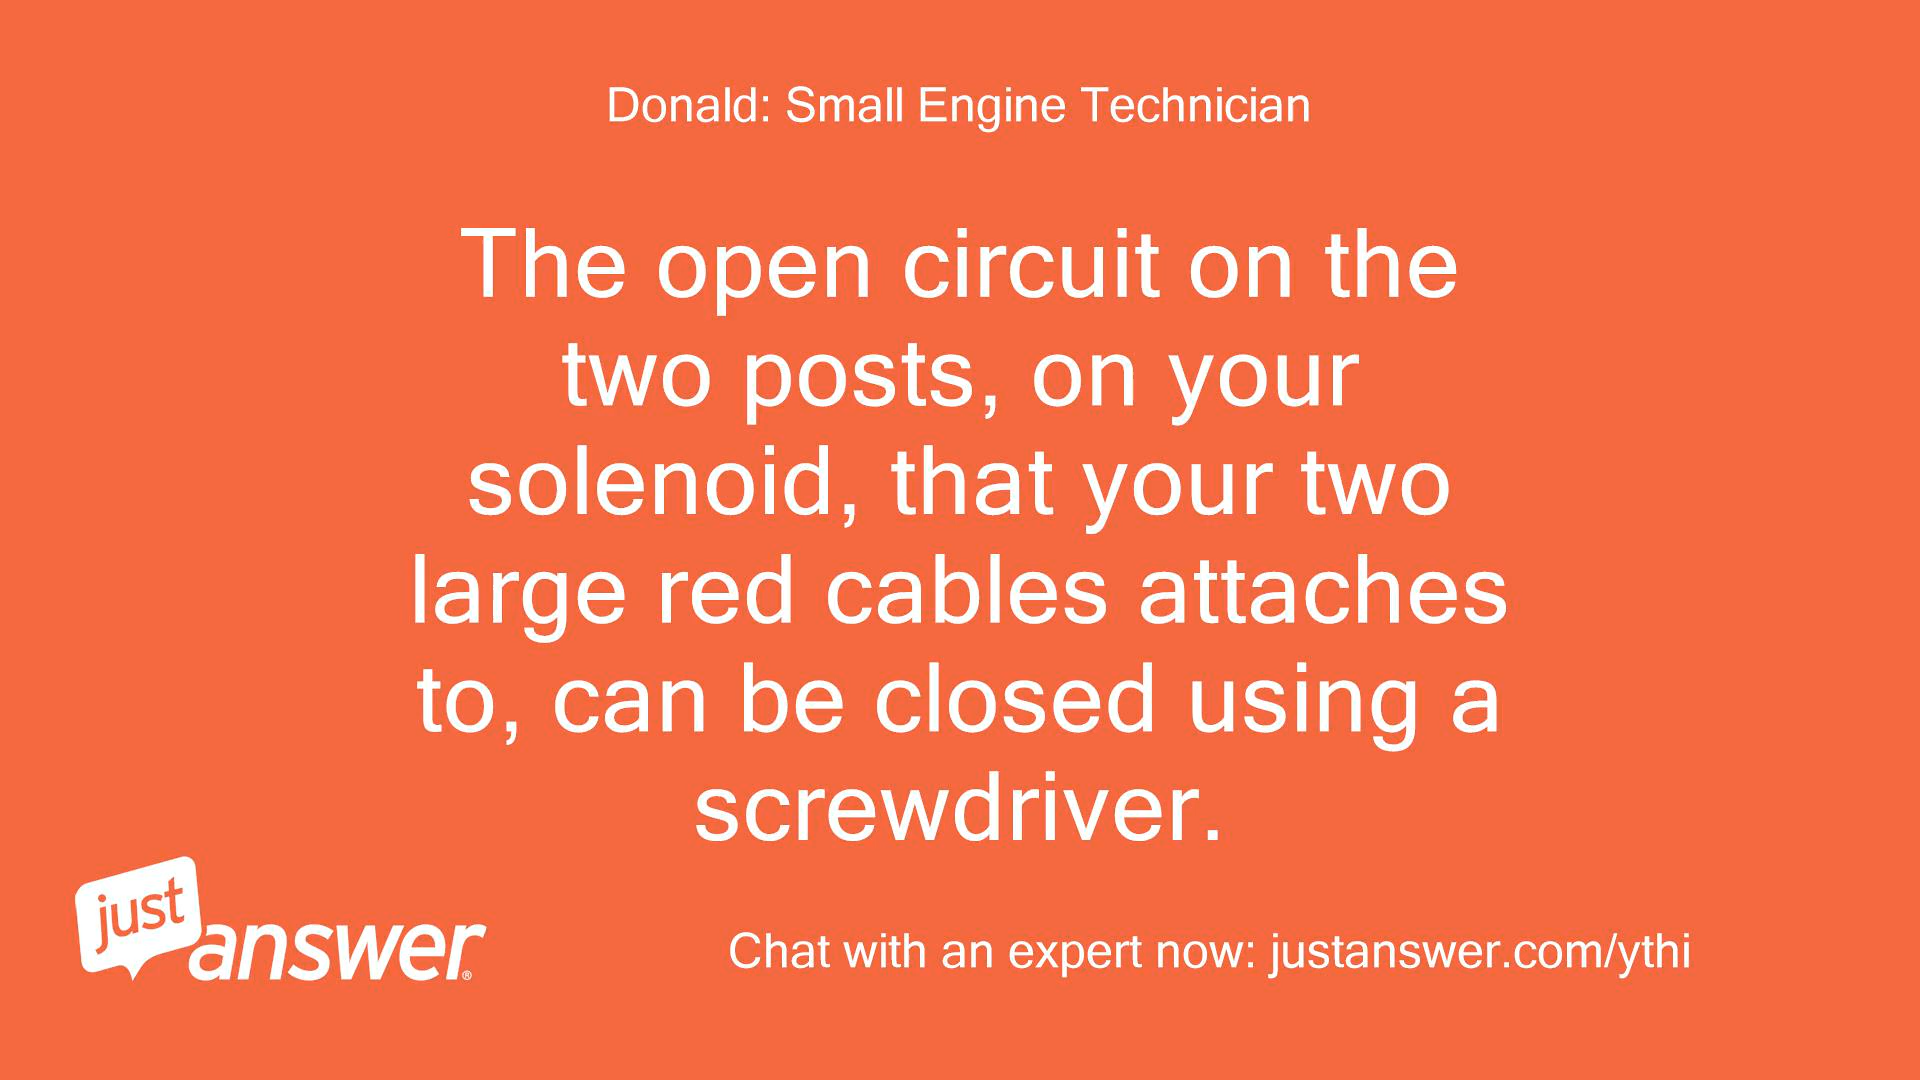 Donald: Small Engine Technician
The open circuit on the
two posts, on your
solenoid, that your two
large red cables attaches
to, can be closed using a
screwdriver.
just
answer®
Chat with an expert now: justanswer.com/ythi